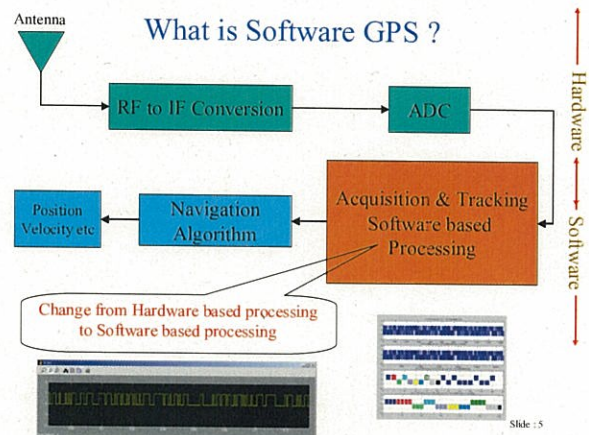 Antenna
What is Software GPS ?
RF to IF Conversion
ADC
Hardware
Software
Acquisition & Tracking
Software based
Processing
Navigation
Algorithm
Position
Velocity etc
Change from Hardware based processing
to Software based processing
Slide : 5